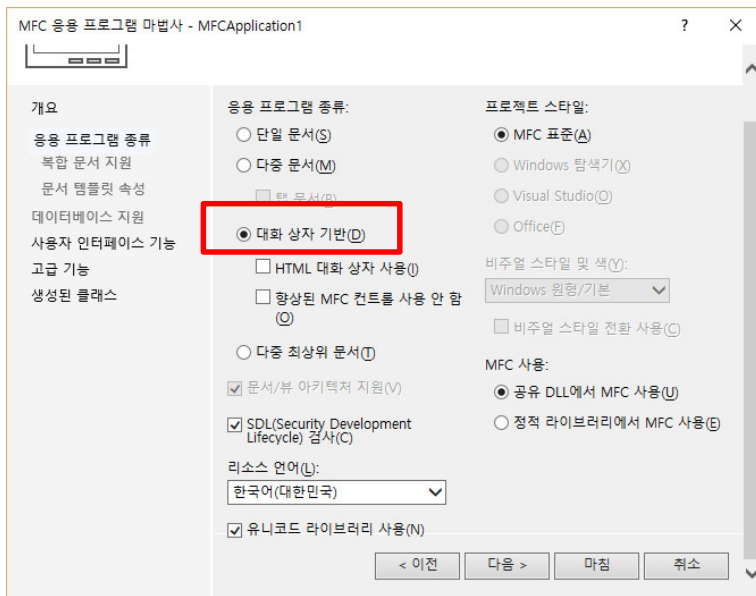 MFC 응용 프로그램 마법사 - MFCApplication1
개요
응용 프로그램 종류
복합 문서 지원
문서 템플릿 속성
데이터베이스 지원
사용자 인터페이스 기능
고급 기능
생성된 클래스
응용 프로그램 종류:
단일 문서(S)
다중 문서(M)
탭 문서(B)
대화 상자 기반(D)
HTML 대화 상자 사용(I)
향상된 MFC 컨트롤 사용 안 함
(O)
다중 최상위 문서(T)
문서/뷰 아키텍처 지원(V)
SDL(Security Development
Lifecycle) 검사(C)
리소스 언어(L):
한국어(대한민국)
유니코드 라이브러리 사용(N)
프로젝트 스타일:
MFC 표준(A)
Windows 탐색기(X)
Visual Studio(O)
Office(F)
비주얼 스타일 및 색(Y):
Windows 원형/기본
비주얼 스타일 전환 사용(C)
MFC 사용:
공유 DLL에서 MFC 사용(U)
정적 라이브러리에서 MFC 사용(E)
< 이전
다음 >
마침
취소